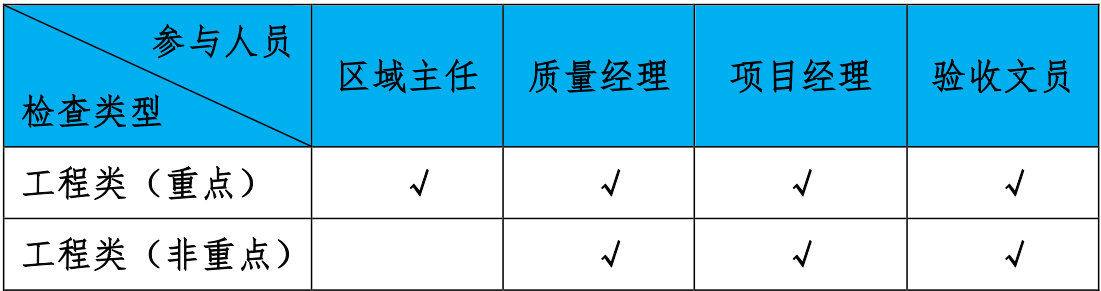 参与人员
检查类型
区域主任 质量经理 项目经理 验收文员
工程类（重点） √ √ √ √
工程类（非重点） √ √ √